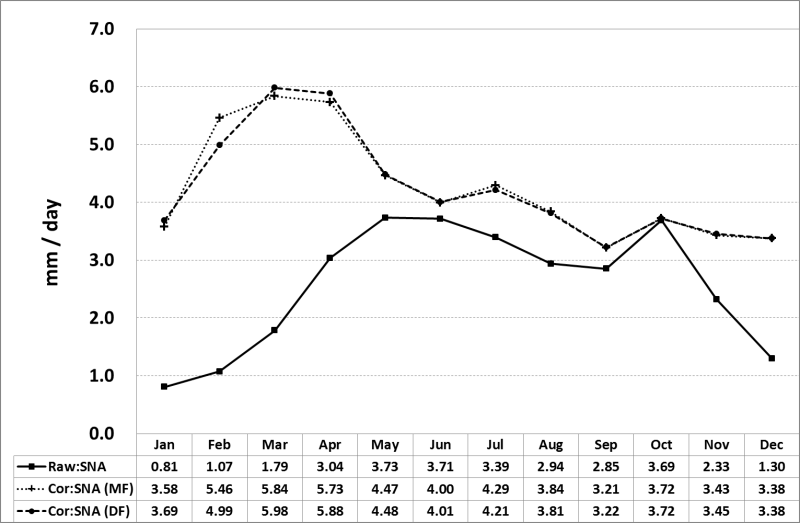 7.0
6.0
5.0
4.0
3.0
2.0
1.0
0.0
mm / day
Jan Feb Mar Apr May Jun Jul Aug Sep Oct Nov Dec
Raw:SNA 0.81 1.07 1.79 3.04 3.73 3.71 3.39 2.94 2.85 3.69 2.33 1.30
Cor:SNA (MF) 3.58 5.46 5.84 5.73 4.47 4.00 4.29 3.84 3.21 3.72 3.43 3.38
Cor:SNA (DF) 3.69 4.99 5.98 5.88 4.48 4.01 4.21 3.81 3.22 3.72 3.45 3.38